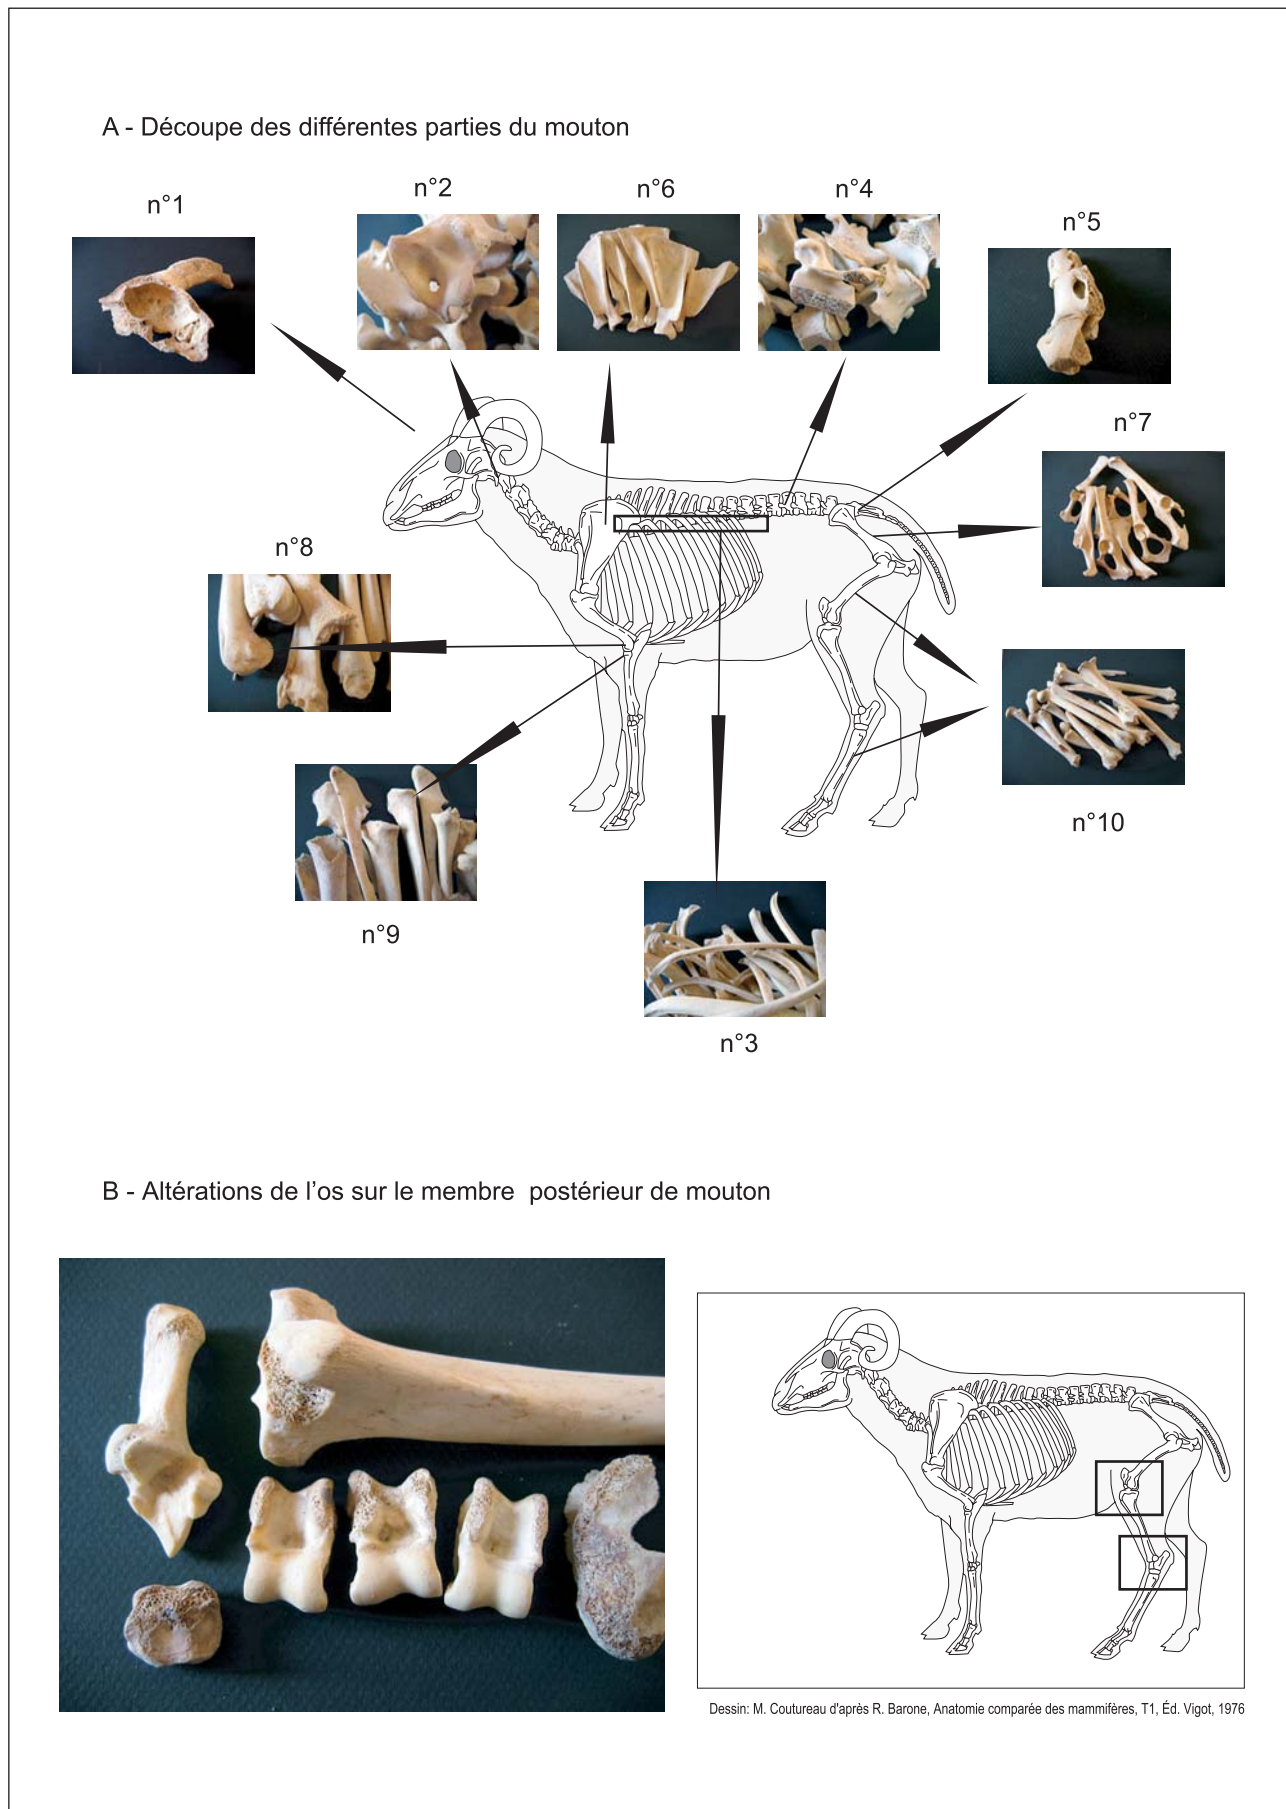 A - Découpe des différentes parties du mouton
n°1
n°2
n°6
n°4
n°5
n°7
n°8
n°10
n°9
n°3
B - Altérations de l'os sur le membre postérieur de mouton
Dessin: M. Coutureau d'après R. Barone, Anatomie comparée des mammifères, T1, Éd. Vigot, 1976